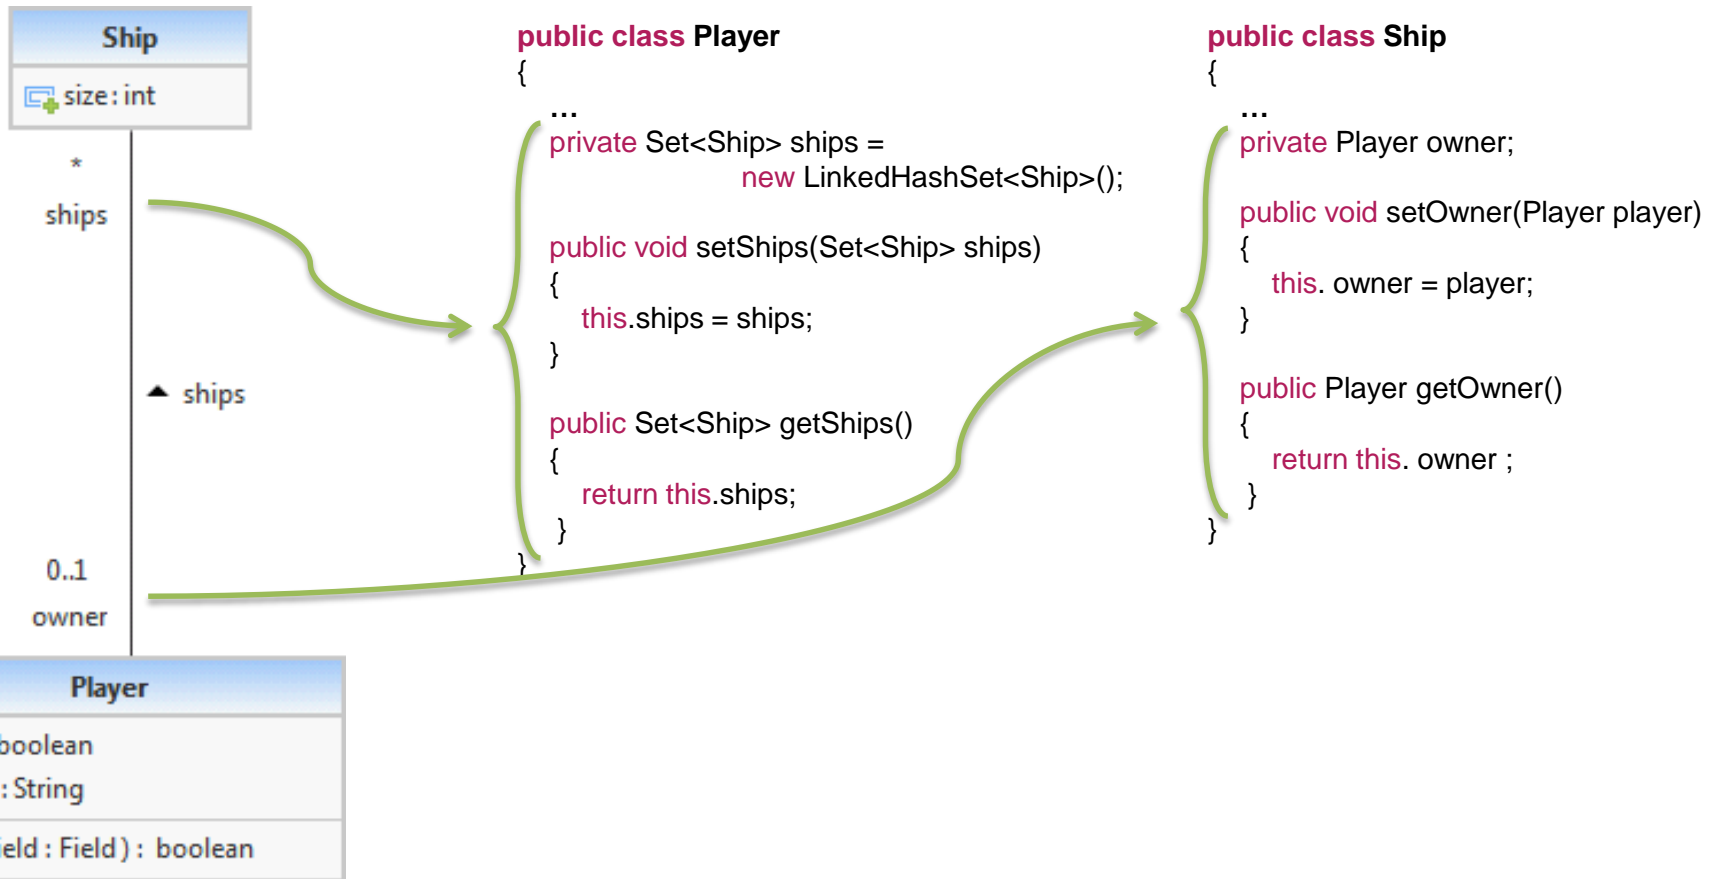 Ship
size: int
*
ships
ships
0..1
owner
Player
boolean
: String
ield : Field ) : boolean
public class Player
{
...
private Set<Ship> ships =
new LinkedHashSet<Ship>();
public void setShips(Set<Ship> ships)
{
this.ships = ships;
}
public Set<Ship> getShips()
{
return this.ships;
}
}
public class Ship
{
...
private Player owner;
public void setOwner(Player player)
{
this. owner = player;
}
public Player getOwner()
{
return this. owner ;
}
}